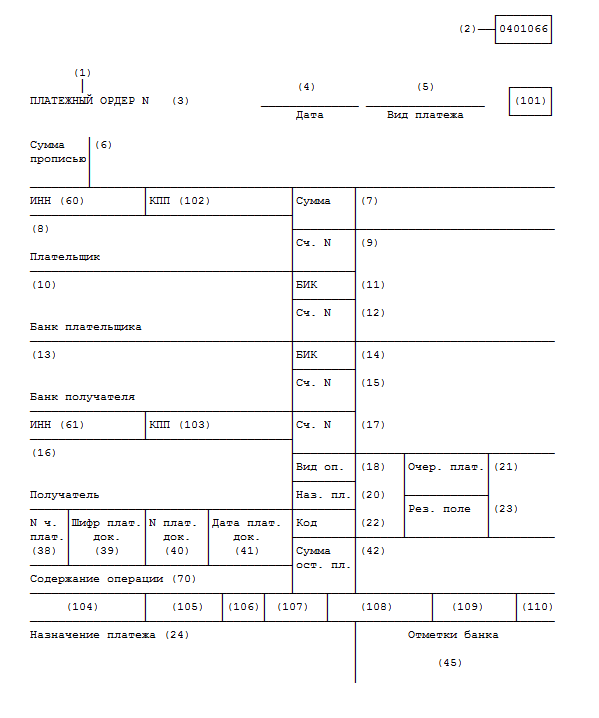 (2) 0401066
(1)
(4) (5)
ПЛАТЕЖНЫЙ ОРДЕР N (3) (101)
Дата Вид платежа
Сумма (6)
прописью
ИНН (60) КПП (102) Сумма (7)
(8)
Сч. N (9)
Плательщик
(10) БИК (11)
Сч. N (12)
Банк плательщика
(13) БИК (14)
Сч. N (15)
Банк получателя
ИНН (61) КПП (103) Сч. N (17)
(16)
Вид оп. (18) Очер. плат. (21)
Получатель Наз. пл. (20)
Рез. поле (23)
N ч. Шифр плат. N плат. Дата плат. Код (22)
плат. док. док. док.
(38) (39) (40) (41) Сумма (42)
ост. пл.
Содержание операции (70)
(104) (105) (106) (107) (108) (109) (110)
Назначение платежа (24) Отметки банка
(45)